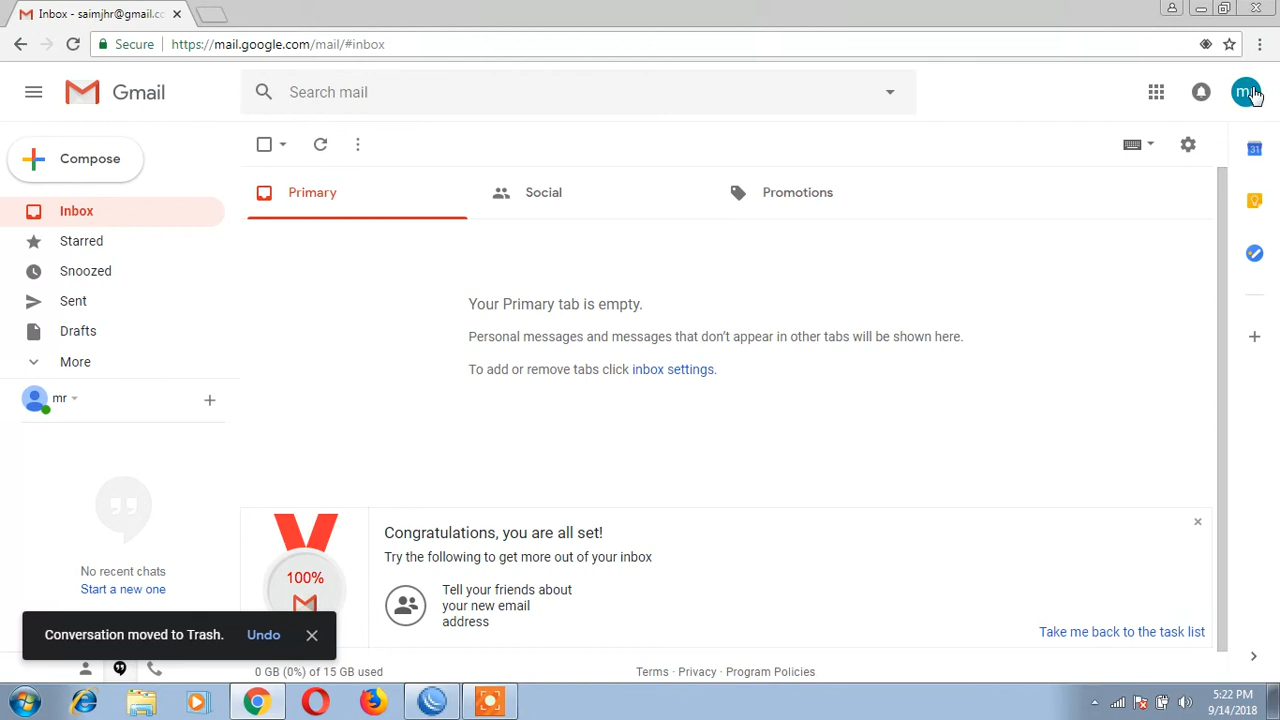 Inbox - saimjhr@gmail.co
Secure
https://mail.google.com/mail/#inbox
Gmail
Search mail
Compose
Primary
Social
Promotions
31
Inbox
Starred
Snoozed
Sent
Drafts
More
Your Primary tab is empty.
Personal messages and messages that don't appear in other tabs will be shown here.
To add or remove tabs click inbox settings.
mr
No recent chats
Start a new one
Congratulations, you are all set!
Try the following to get more out of your inbox
100%
Tell your friends about
your new email
address
Take me back to the task list
Conversation moved to Trash. Undo
0 GB (0%) of 15 GB used
Terms - Privacy - Program Policies
5:22 PM
9/14/2018